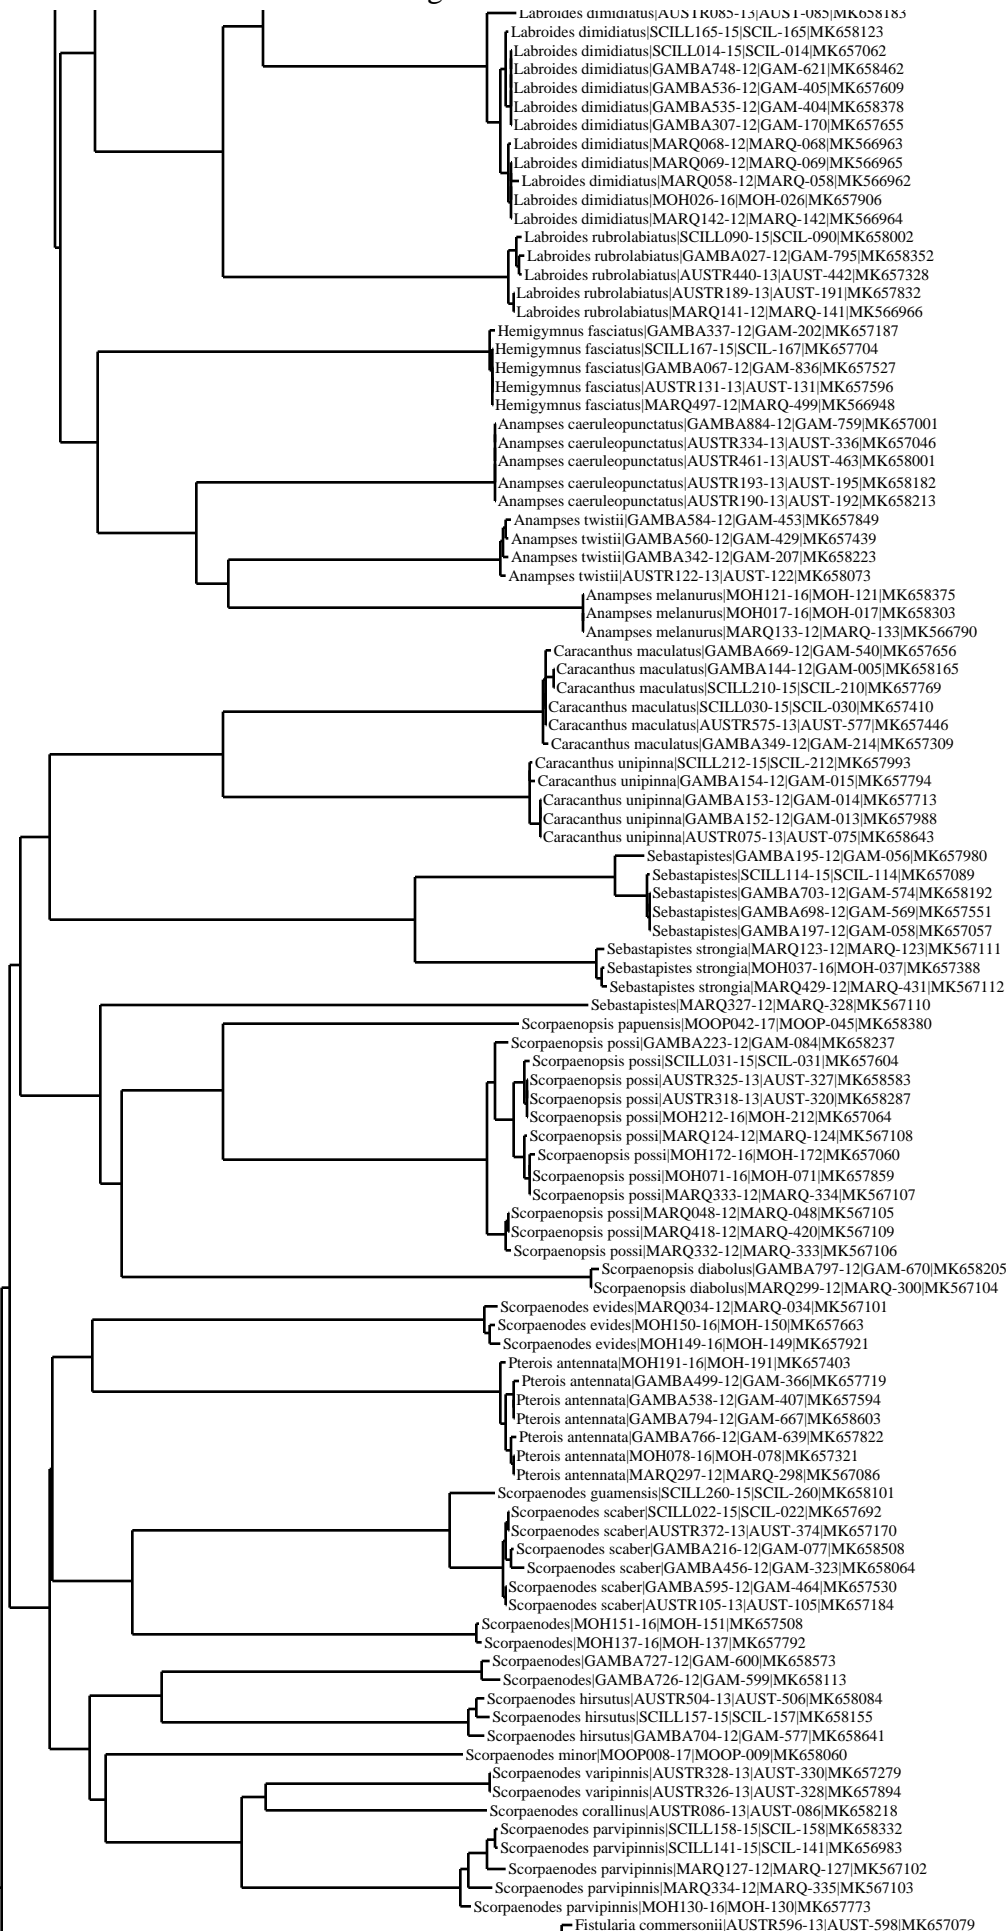 Labroides dimidiatus|AUSTR085-13|AUST-085|MK658183
Labroides dimidiatus|SCILL165-15|SCIL-165|MK658123
Labroides dimidiatus|SCILL014-15|SCIL-014|MK657062
Labroides dimidiatus|GAMBA748-12|GAM-621|MK658462
Labroides dimidiatus|GAMBA536-12|GAM-405|MK657609
Labroides dimidiatus|GAMBA535-12|GAM-404|MK658378
Labroides dimidiatus|GAMBA307-12|GAM-170|MK657655
Labroides dimidiatus|MARQ068-12|MARQ-068|MK566963
Labroides dimidiatus|MARQ069-12|MARQ-069|MK566965
Labroides dimidiatus|MARQ058-12|MARQ-058|MK566962
Labroides dimidiatus|MOH026-16|MOH-026|MK657906
Labroides dimidiatus|MARQ142-12|MARQ-142|MK566964
Labroides rubrolabiatus|SCILL090-15|SCIL-090|MK658002
Labroides rubrolabiatus|GAMBA027-12|GAM-795|MK658352
Labroides rubrolabiatus|AUSTR440-13|AUST-442|MK657328
Labroides rubrolabiatus|AUSTR189-13|AUST-191|MK657832
Labroides rubrolabiatus|MARQ141-12|MARQ-141|MK566966
Hemigymnus fasciatus|GAMBA337-12|GAM-202|MK657187
Hemigymnus fasciatus|SCILL167-15|SCIL-167|MK657704
Hemigymnus fasciatus|GAMBA067-12|GAM-836|MK657527
Hemigymnus fasciatus|AUSTR131-13|AUST-131|MK657596
Hemigymnus fasciatus|MARQ497-12|MARQ-499|MK566948
Anampses caeruleopunctatus|GAMBA884-12|GAM-759|MK657001
Anampses caeruleopunctatus|AUSTR334-13|AUST-336|MK657046
Anampses caeruleopunctatus|AUSTR461-13|AUST-463|MK658001
Anampses caeruleopunctatus|AUSTR193-13|AUST-195|MK658182
Anampses caeruleopunctatus|AUSTR190-13|AUST-192|MK658213
Anampses twistii|GAMBA584-12|GAM-453|MK657849
Anampses twistii|GAMBA560-12|GAM-429|MK657439
Anampses twistii|GAMBA342-12|GAM-207|MK658223
Anampses twistii|AUSTR122-13|AUST-122|MK658073
Anampses melanurus|MOH121-16|MOH-121|MK658375
Anampses melanurus|MOH017-16|MOH-017|MK658303
Anampses melanurus|MARQ133-12|MARQ-133|MK566790
Caracanthus maculatus|GAMBA669-12|GAM-540|MK657656
Caracanthus maculatus|GAMBA144-12|GAM-005|MK658165
Caracanthus maculatus|SCILL210-15|SCIL-210|MK657769
Caracanthus maculatus|SCILL030-15|SCIL-030|MK657410
Caracanthus maculatus|AUSTR575-13|AUST-577|MK657446
Caracanthus maculatus|GAMBA349-12|GAM-214|MK657309
Caracanthus unipinna|SCILL212-15|SCIL-212|MK657993
Caracanthus unipinna|GAMBA154-12|GAM-015|MK657794
Caracanthus unipinna|GAMBA153-12|GAM-014|MK657713
Caracanthus unipinna|GAMBA152-12|GAM-013|MK657988
Caracanthus unipinna|AUSTR075-13|AUST-075|MK658643
Sebastapistes|GAMBA195-12|GAM-056|MK657980
Sebastapistes|SCILL114-15|SCIL-114|MK657089
Sebastapistes|GAMBA703-12|GAM-574|MK658192
Sebastapistes|GAMBA698-12|GAM-569|MK657551
Sebastapistes|GAMBA197-12|GAM-058|MK657057
Sebastapistes strongia|MARQ123-12|MARQ-123|MK567111
Sebastapistes strongia|MOH037-16|MOH-037|MK657388
Sebastapistes strongia|MARQ429-12|MARQ-431|MK567112
Sebastapistes|MARQ327-12|MARQ-328|MK567110
Scorpaenopsis papuensis|MOOP042-17|MOOP-045|MK658380
Scorpaenopsis possi|GAMBA223-12|GAM-084|MK658237
Scorpaenopsis possi|SCILL031-15|SCIL-031|MK657604
Scorpaenopsis possi|AUSTR325-13|AUST-327|MK658583
Scorpaenopsis possi|AUSTR318-13|AUST-320|MK658287
Scorpaenopsis possi|MOH212-16|MOH-212|MK657064
Scorpaenopsis possi|MARQ124-12|MARQ-124|MK567108
Scorpaenopsis possi|MOH172-16|MOH-172|MK657060
Scorpaenopsis possi|MOH071-16|MOH-071|MK657859
Scorpaenopsis possi|MARQ333-12|MARQ-334|MK567107
Scorpaenopsis possi|MARQ048-12|MARQ-048|MK567105
Scorpaenopsis possi|MARQ418-12|MARQ-420|MK567109
Scorpaenopsis possi|MARQ332-12|MARQ-333|MK567106
Scorpaenopsis diabolus|GAMBA797-12|GAM-670|MK658205
Scorpaenopsis diabolus|MARQ299-12|MARQ-300|MK567104
Scorpaenodes evides|MARQ034-12|MARQ-034|MK567101
Scorpaenodes evides|MOH150-16|MOH-150|MK657663
Scorpaenodes evides|MOH149-16|MOH-149|MK657921
Pterois antennata|MOH191-16|MOH-191|MK657403
Pterois antennata|GAMBA499-12|GAM-366|MK657719
Pterois antennata|GAMBA538-12|GAM-407|MK657594
Pterois antennata|GAMBA794-12|GAM-667|MK658603
Pterois antennata|GAMBA766-12|GAM-639|MK657822
Pterois antennata|MOH078-16|MOH-078|MK657321
Pterois antennata|MARQ297-12|MARQ-298|MK567086
Scorpaenodes guamensis|SCILL260-15|SCIL-260|MK658101
Scorpaenodes scaber|SCILL022-15|SCIL-022|MK657692
Scorpaenodes scaber|AUSTR372-13|AUST-374|MK657170
Scorpaenodes scaber|GAMBA216-12|GAM-077|MK658508
Scorpaenodes scaber|GAMBA456-12|GAM-323|MK658064
Scorpaenodes scaber|GAMBA595-12|GAM-464|MK657530
Scorpaenodes scaber|AUSTR105-13|AUST-105|MK657184
Scorpaenodes|MOH151-16|MOH-151|MK657508
Scorpaenodes|MOH137-16|MOH-137|MK657792
Scorpaenodes|GAMBA727-12|GAM-600|MK658573
Scorpaenodes|GAMBA726-12|GAM-599|MK658113
Scorpaenodes hirsutus|AUSTR504-13|AUST-506|MK658084
Scorpaenodes hirsutus|SCILL157-15|SCIL-157|MK658155
Scorpaenodes hirsutus|GAMBA704-12|GAM-577|MK658641
Scorpaenodes minor|MOOP008-17|MOOP-009|MK658060
Scorpaenodes varipinnis|AUSTR328-13|AUST-330|MK657279
Scorpaenodes varipinnis|AUSTR326-13|AUST-328|MK657894
Scorpaenodes corallinus|AUSTR086-13|AUST-086|MK658218
Scorpaenodes parvipinnis|SCILL158-15|SCIL-158|MK658332
Scorpaenodes parvipinnis|SCILL141-15|SCIL-141|MK656983
Scorpaenodes parvipinnis|MARQ127-12|MARQ-127|MK567102
Scorpaenodes parvipinnis|MARQ334-12|MARQ-335|MK567103
Scorpaenodes parvipinnis|MOH130-16|MOH-130|MK657773
Fistularia commersonii|AUSTR596-13|AUST-598|MK657079